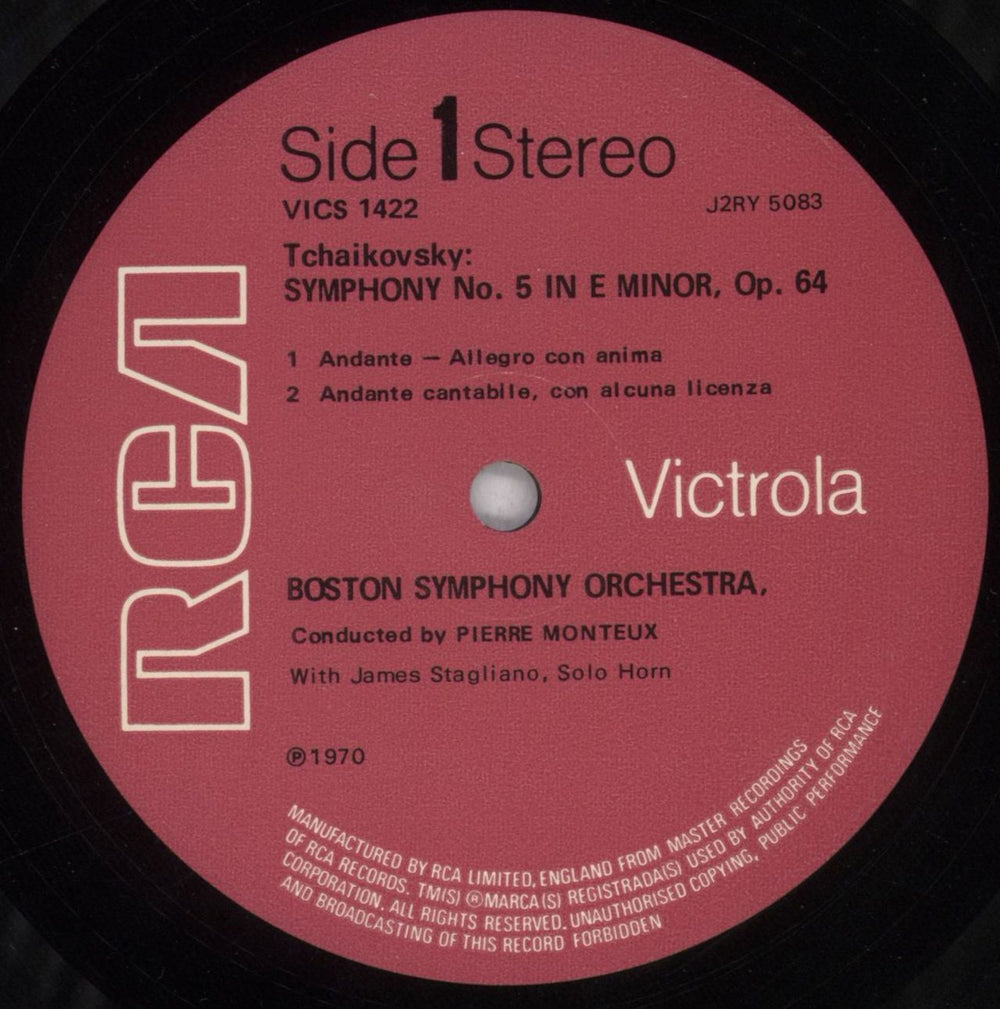 Side 1 Stereo
VICS 1422
J2RY 5083
Tchaikovsky:
SYMPHONY No. 5 IN E MINOR, Op. 64
1 Andante — Allegro con anima
2 Andante cantabile, con alcuna licenza
RCA
Victrola
BOSTON SYMPHONY ORCHESTRA,
Conducted by PIERRE MONTEUX
With James Stagliano, Solo Horn
℗1970
MANUFACTURED BY RCA LIMITED, ENGLAND FROM MASTER RECORDINGS
OF RCA RECORDS. TM(S) ®MARCA(S) REGISTRADA(S) USED BY AUTHORITY OF RCA
CORPORATION. ALL RIGHTS RESERVED. UNAUTHORISED COPYING, PUBLIC PERFORMANCE
AND BROADCASTING OF THIS RECORD FORBIDDEN